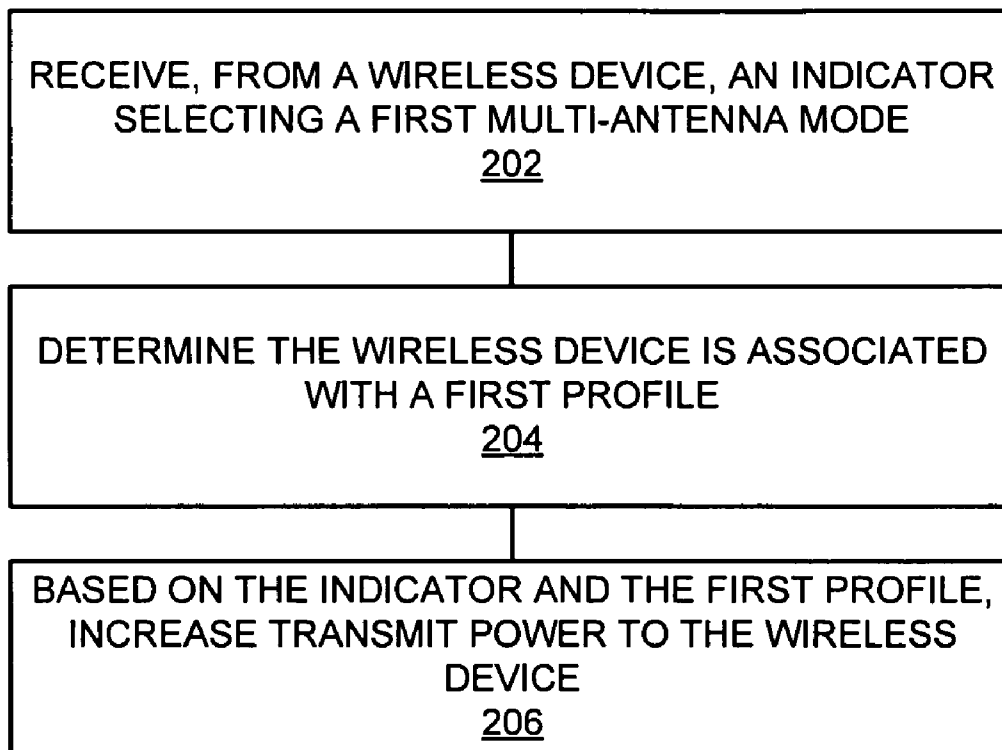 RECEIVE, FROM A WIRELESS DEVICE, AN INDICATOR
SELECTING A FIRST MULTI-ANTENNA MODE
202
DETERMINE THE WIRELESS DEVICE IS ASSOCIATED
WITH A FIRST PROFILE
204
BASED ON THE INDICATOR AND THE FIRST PROFILE,
INCREASE TRANSMIT POWER TO THE WIRELESS
DEVICE
206